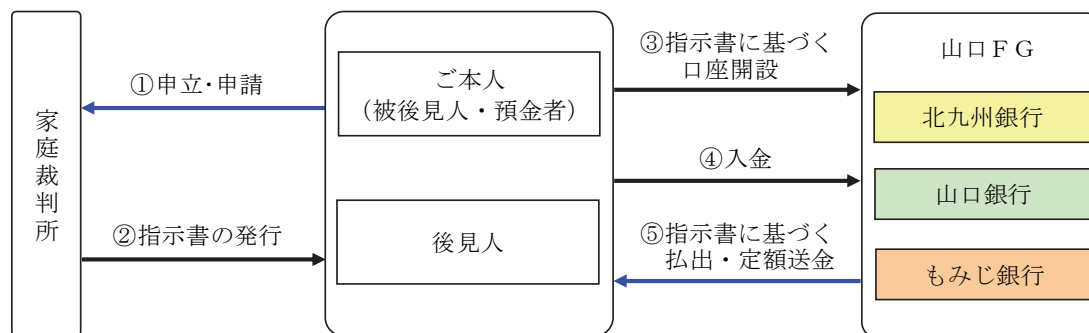 家庭裁判所
①申立・申請
②指示書の発行
ご本人
（被後見人・預金者）
後見人
③指示書に基づく
口座開設
④入金
⑤指示書に基づく
払出・定額送金
山口ＦＧ
北九州銀行
山口銀行
もみじ銀行